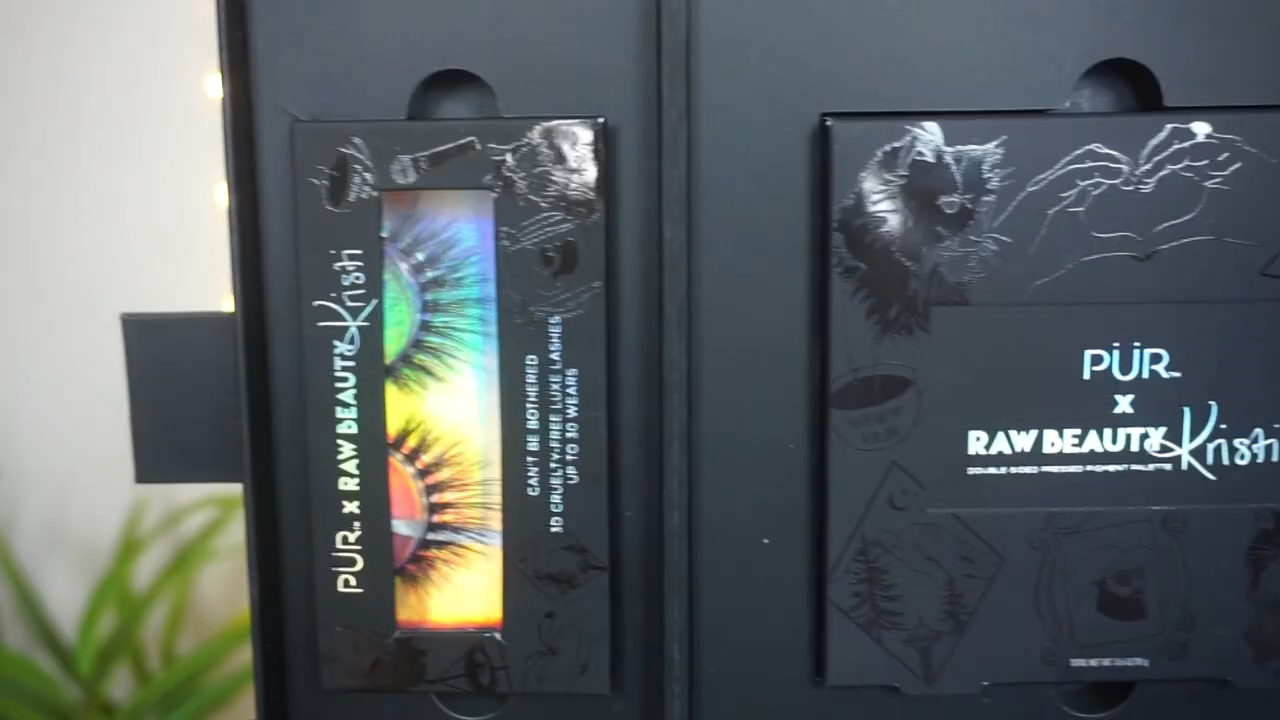 PÜR x RAW BEAUTY Kristi
CAN'T BE BOTHERED
3D CRUELTY-FREE LUXE LASHES
UP TO 30 WEARS
PÜR
x
RAW BEAUTY Kristi
DOUBLE-SIDED PRESSED PIGMENT PALETTE